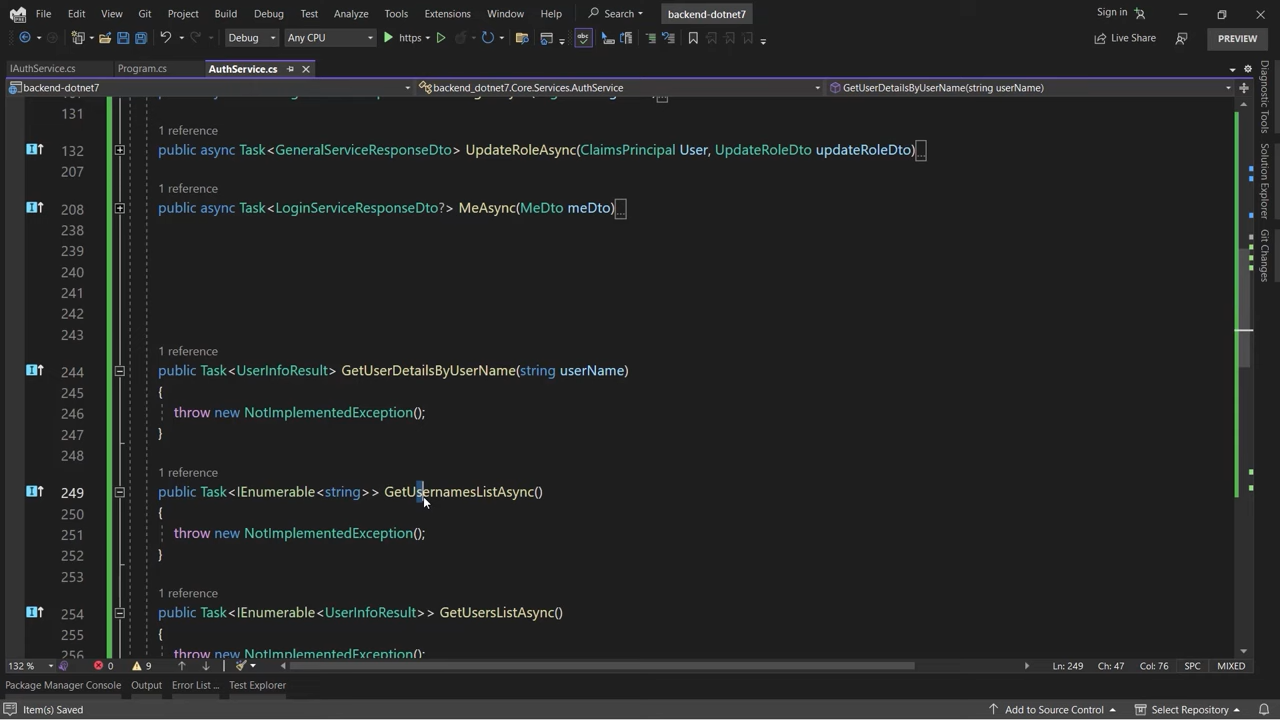 File Edit View Git Project Build Debug Test Analyze Tools Extensions Window Help Search backend-dotnet7 Sign in
Debug Any CPU https Live Share PREVIEW
IAuthService.cs Program.cs AuthService.cs
backend-dotnet7 backend_dotnet7.Core.Services.AuthService GetUserDetailsByUserName(string userName)
131
1 reference
132 public async Task<GeneralServiceResponseDto> UpdateRoleAsync(ClaimsPrincipal User, UpdateRoleDto updateRoleDto)...
207
1 reference
208 public async Task<LoginServiceResponseDto?> MeAsync(MeDto meDto)...
238
239
240
241
242
243
1 reference
244 public Task<UserInfoResult> GetUserDetailsByUserName(string userName)
245 {
246 throw new NotImplementedException();
247 }
248
1 reference
249 public Task<IEnumerable<string>> GetUsernamesListAsync()
250 {
251 throw new NotImplementedException();
252 }
253
1 reference
254 public Task<IEnumerable<UserInfoResult>> GetUsersListAsync()
255 {
256 throw new NotImplementedException();
Diagnostic Tools
Solution Explorer
Git Changes
132 % 0 9 Ln: 249 Ch: 47 Col: 76 SPC MIXED
Package Manager Console Output Error List ... Test Explorer
Item(s) Saved Add to Source Control Select Repository